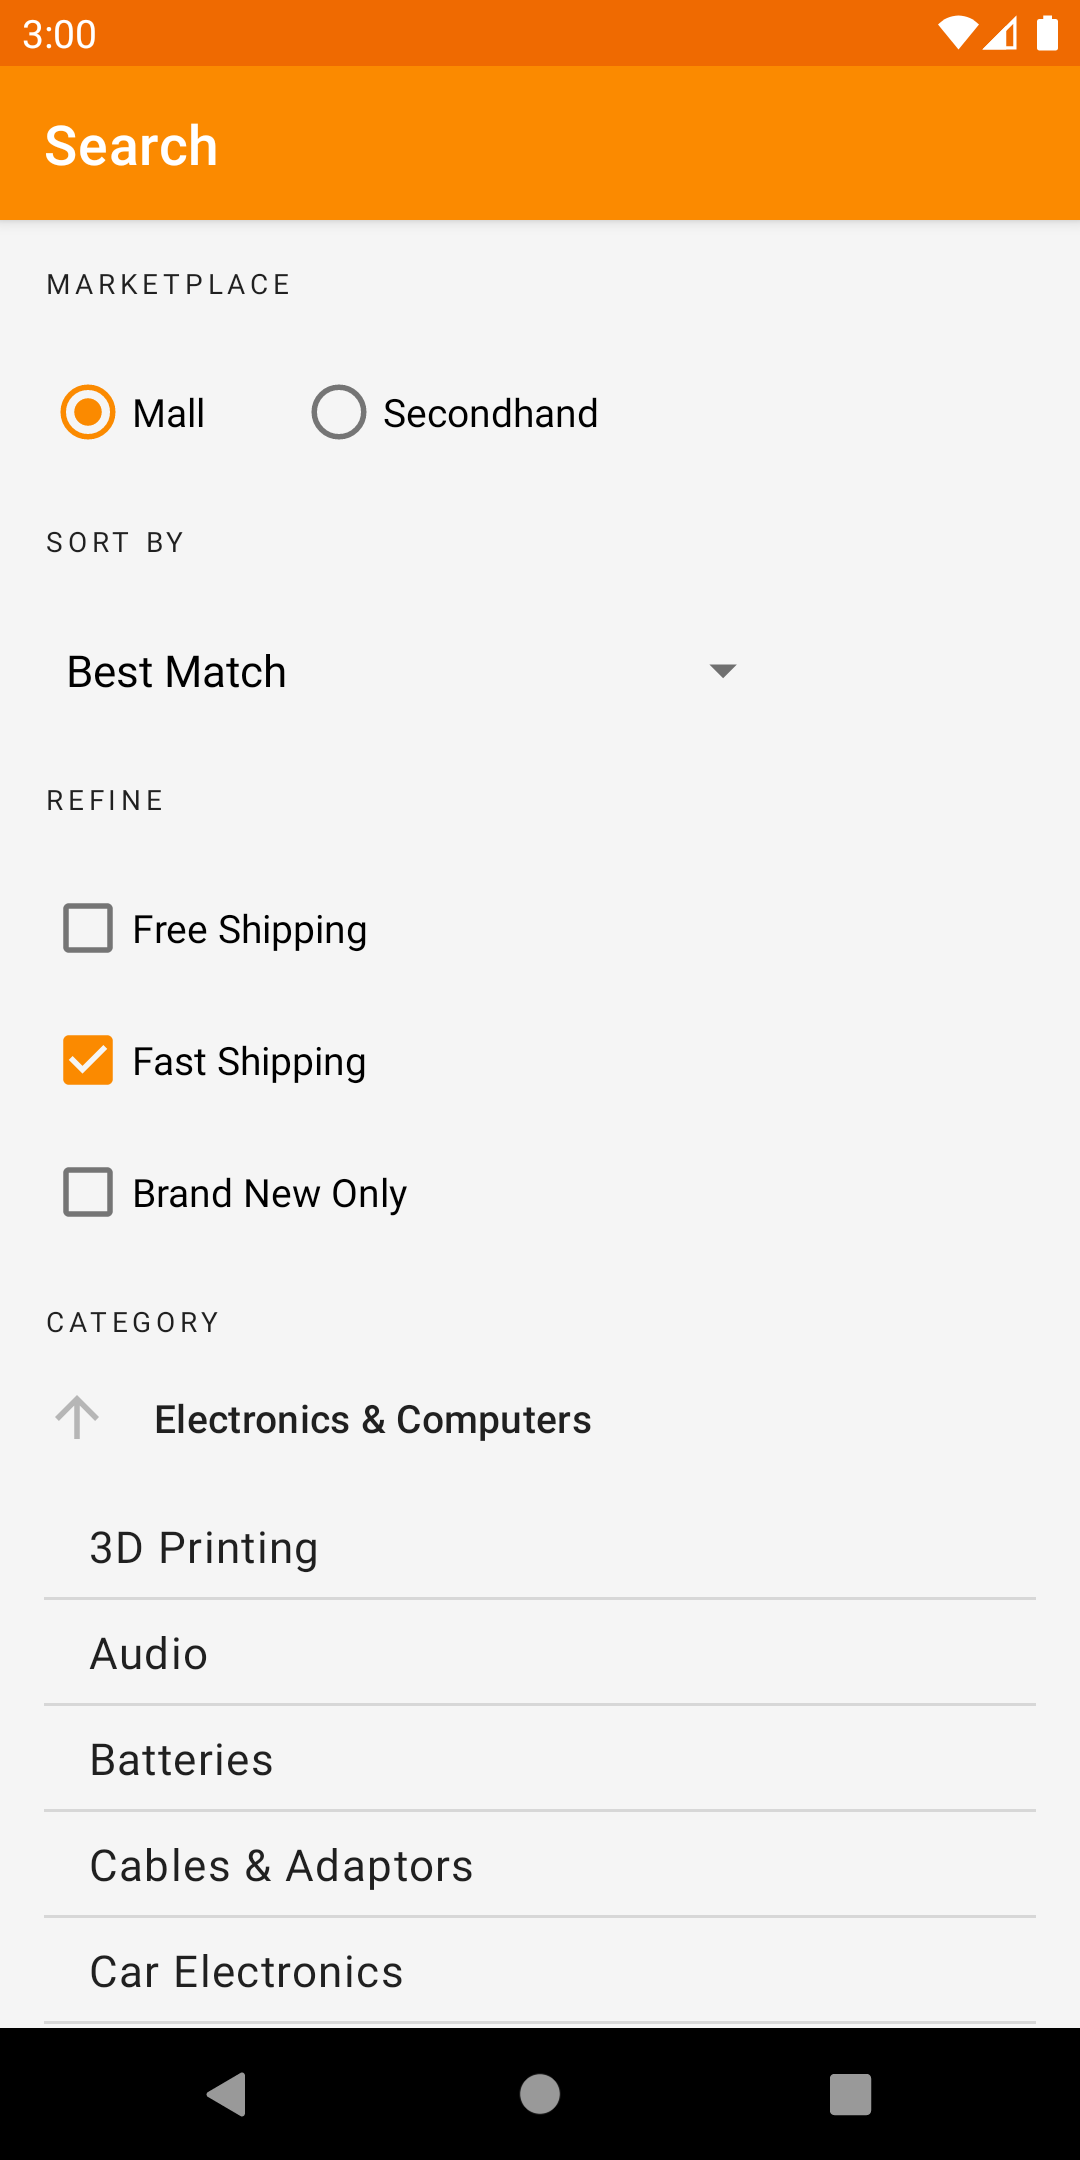 3:00
Search
MARKETPLACE
Mall Secondhand
SORT BY
Best Match
REFINE
Free Shipping
Fast Shipping
Brand New Only
CATEGORY
Electronics & Computers
3D Printing
Audio
Batteries
Cables & Adaptors
Car Electronics